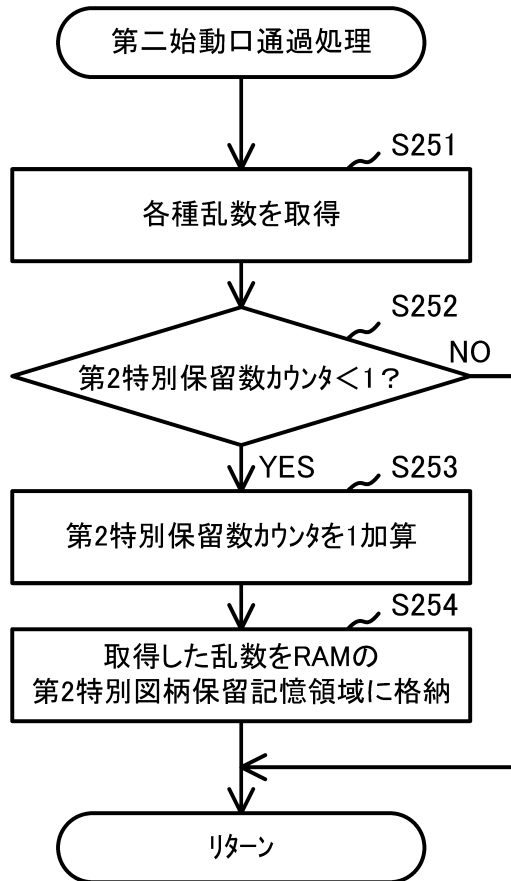 第二始動口通過処理
S251
各種乱数を取得
S252
第2特別保留数カウンタ＜1？
NO
YES
S253
第2特別保留数カウンタを1加算
S254
取得した乱数をRAMの
第2特別図柄保留記憶領域に格納
リターン